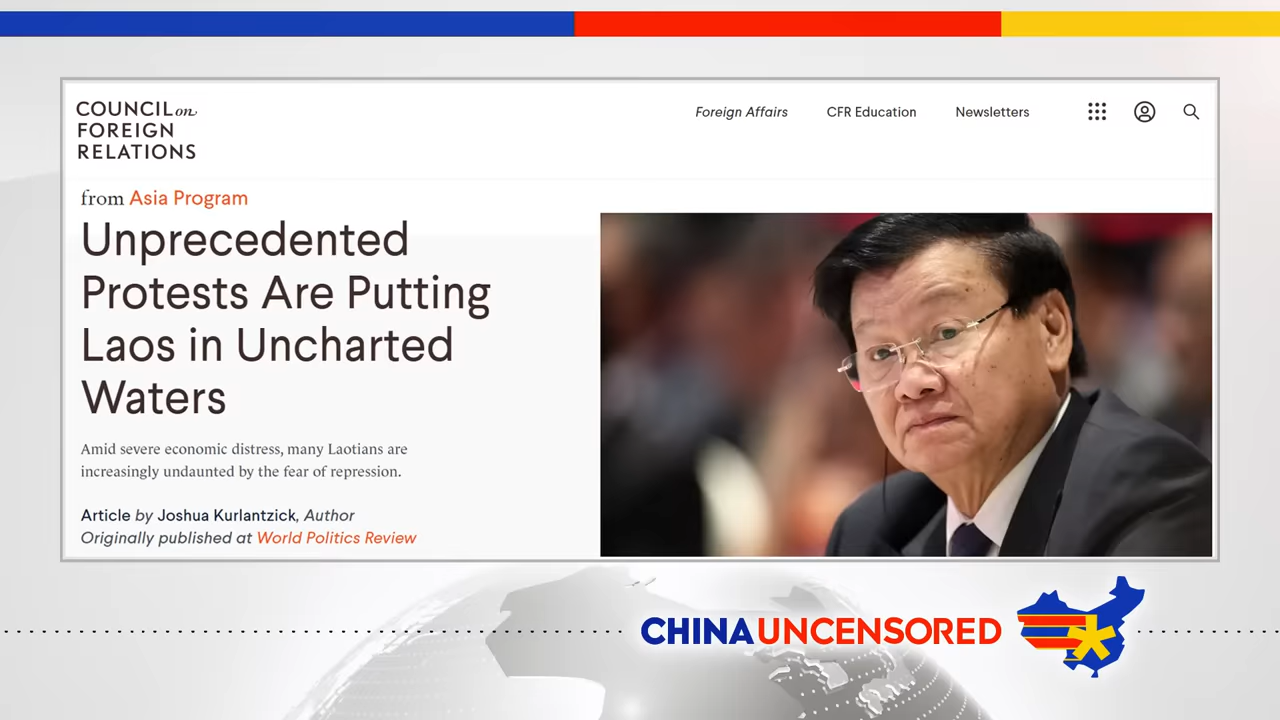 COUNCIL on
FOREIGN
RELATIONS
Foreign Affairs
CFR Education
Newsletters
from Asia Program
Unprecedented
Protests Are Putting
Laos in Uncharted
Waters
Amid severe economic distress, many Laotians are
increasingly undaunted by the fear of repression.
Article by Joshua Kurlantzick, Author
Originally published at World Politics Review
CHINA UNCENSORED